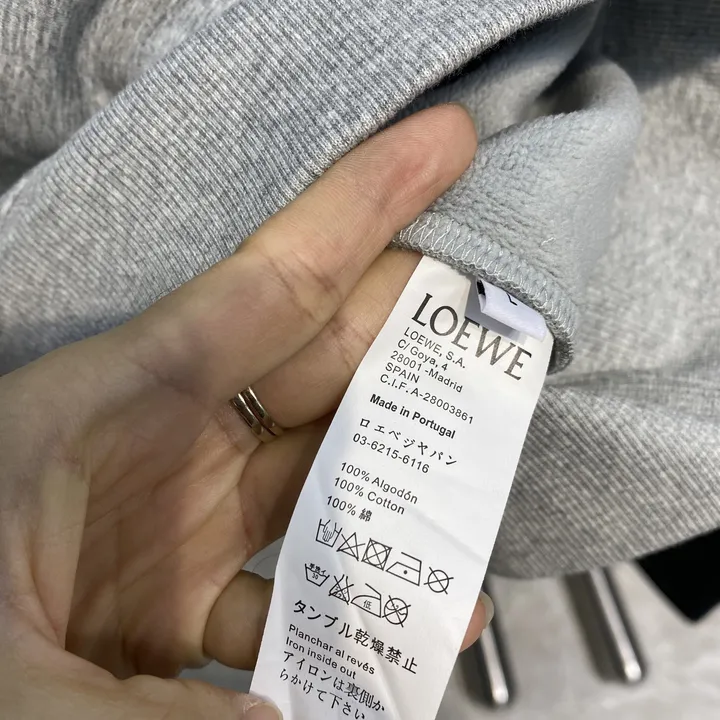 L
LOEWE
LOEWE, S.A.
C/ Goya, 4
28001 -Madrid
SPAIN
C.I.F. A-28003861
Made in Portugal
ロエベジャパン
03-6215-6116
100% Algodón
100% Cotton
100% 綿
低
タンブル乾燥禁止
Planchar al revés
Iron inside out
アイロンは裏側か
らかけて下さい